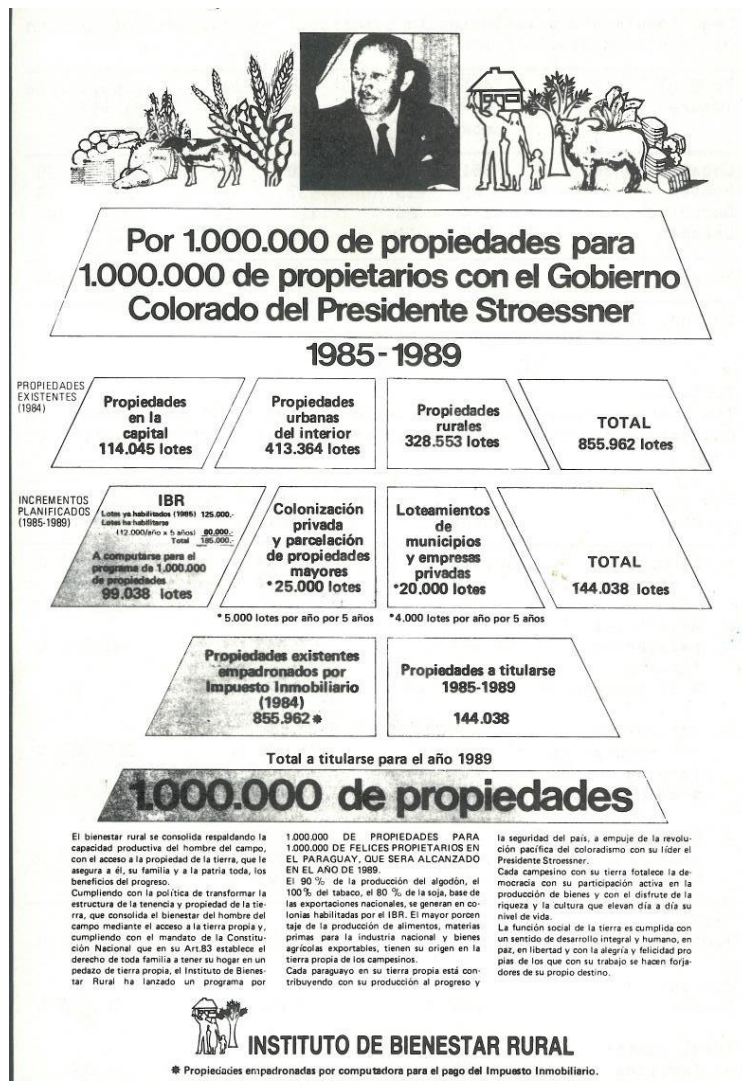 Por 1.000.000 de propiedades para
1.000.000 de propietarios con el Gobierno
Colorado del Presidente Stroessner
1985-1989
PROPIEDADES
EXISTENTES
(1984)
Propiedades
en la
capital
114.045 lotes
Propiedades
urbanas
del interior
413.364 lotes
Propiedades
rurales
328.553 lotes
TOTAL
855.962 lotes
INCREMENTOS
PLANIFICADOS
(1985-1989)
IBR
Lotes ya habilitados (1985) 125.000.-
Lotes ha habilitarse
(12.000/año x 5 años) 60.000.-
Total 185.000.-
A computarse para el
programa de 1.000.000
de propiedades
99.038 lotes
Colonización
privada
y parcelación
de propiedades
mayores
*25.000 lotes
Loteamientos
de
municipios
y empresas
privadas
*20.000 lotes
TOTAL
144.038 lotes
*5.000 lotes por año por 5 años
*4.000 lotes por año por 5 años
Propiedades existentes
empadronados por
Impuesto Inmobiliario
(1984)
855.962 *
Propiedades a titularse
1985-1989
144.038
Total a titularse para el año 1989
1.000.000 de propiedades
El bienestar rural se consolida respaldando la
capacidad productiva del hombre del campo,
con el acceso a la propiedad de la tierra, que le
asegura a él, su familia y a la patria toda, los
beneficios del progreso.
Cumpliendo con la política de transformar la
estructura de la tenencia y propiedad de la tie-
rra, que consolida el bienestar del hombre del
campo mediante el acceso a la tierra propia y,
cumpliendo con el mandato de la Constitu-
ción Nacional que en su Art.83 establece el
derecho de toda familia a tener su hogar en un
pedazo de tierra propia, el Instituto de Bienes-
tar Rural ha lanzado un programa por
1.000.000 DE PROPIEDADES PARA
1.000.000 DE FELICES PROPIETARIOS EN
EL PARAGUAY, QUE SERA ALCANZADO
EN EL AÑO DE 1989.
El 90 % de la producción del algodón, el
100 % del tabaco, el 80 % de la soja, base de
las exportaciones nacionales, se generan en co-
lonias habilitadas por el IBR. El mayor porcen
taje de la producción de alimentos, materias
primas para la industria nacional y bienes
agrícolas exportables, tienen su origen en la
tierra propia de los campesinos.
Cada paraguayo en su tierra propia está con-
tribuyendo con su producción al progreso y
la seguridad del país, a empuje de la revolu-
ción pacífica del coloradismo con su líder el
Presidente Stroessner.
Cada campesino con su tierra fotalece la de-
mocracia con su participación activa en la
producción de bienes y con el disfrute de la
riqueza y la cultura que elevan día a día su
nivel de vida.
La función social de la tierra es cumplida con
un sentido de desarrollo integral y humano, en
paz, en libertad y con la alegría y felicidad pro
pias de los que con su trabajo se hacen forja-
dores de su propio destino.
INSTITUTO DE BIENESTAR RURAL
* Propiedades empadronadas por computadora para el pago del Impuesto Inmobiliario.